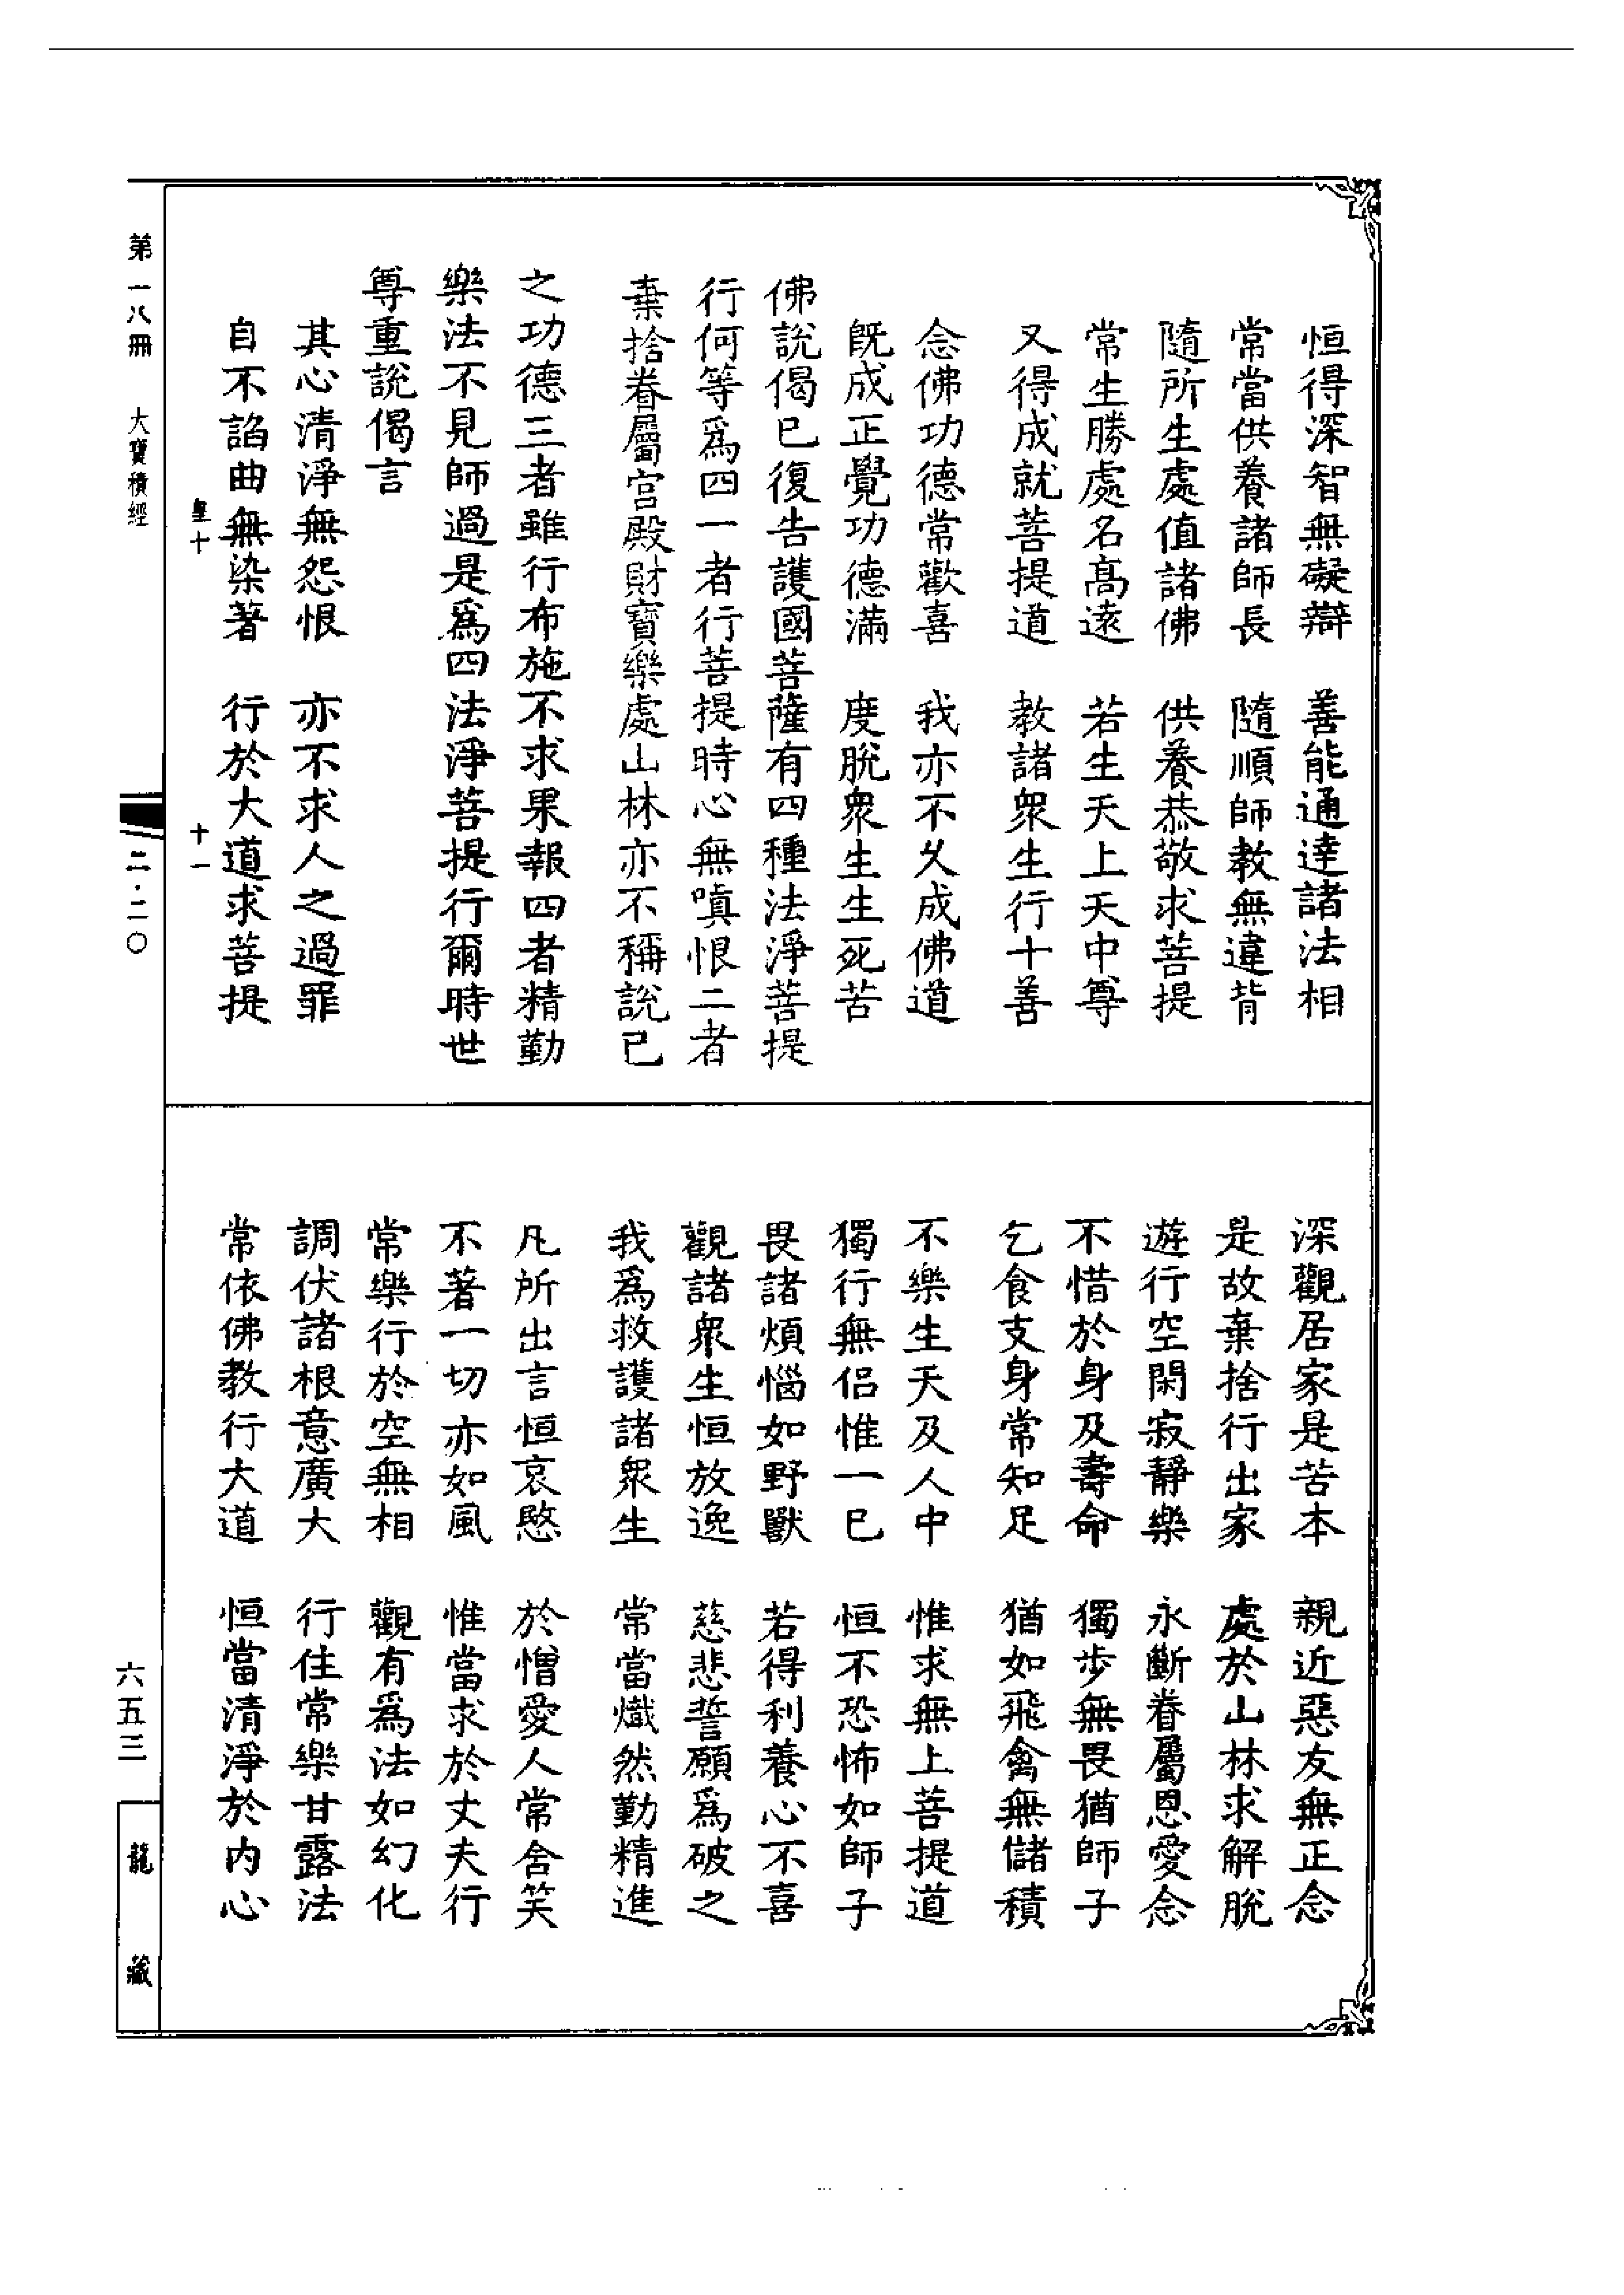 恒得深智無礙辯　善能通達諸法相
常當供養諸師長　隨順師教無違背
隨所生處值諸佛　供養恭敬求菩提
常生勝處名高遠　若生天上天中尊
又得成就菩提道　教諸衆生行十善
念佛功德常歡喜　我亦不久成佛道
既成正覺功德滿　度脫衆生生死苦
佛說偈已復告護國菩薩有四種法淨菩提
行何等爲四一者行菩提時心無嗔恨二者
棄捨眷屬宮殿財寶樂處山林亦不稱說己
之功德三者雖行布施不求果報四者精勤
樂法不見師過是爲四法淨菩提行爾時世
尊重說偈言
其心清淨無怨恨　亦不求人之過罪
自不諂曲無染著　行於大道求菩提
皇十　十一
深觀居家是苦本　親近惡友無正念
是故棄捨行出家　處於山林求解脫
遊行空閑寂靜樂　永斷眷屬恩愛念
不惜於身及壽命　獨步無畏猶師子
乞食支身常知足　猶如飛禽無儲積
不樂生天及人中　惟求無上菩提道
獨行無侶惟一己　恒不恐怖如師子
畏諸煩惱如野獸　若得利養心不喜
觀諸衆生恒放逸　慈悲誓願爲破之
我爲救護諸衆生　常當熾然勤精進
凡所出言恒哀愍　於憎愛人常含笑
不著一切亦如風　惟當求於丈夫行
常樂行於空無相　觀有爲法如幻化
調伏諸根意廣大　行住常樂甘露法
常依佛教行大道　恒當清淨於內心
第一八冊　大寶積經　二·二〇　六五三　龍藏